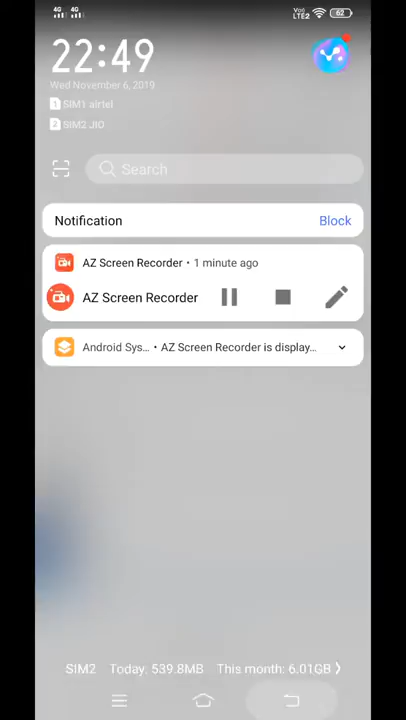 4G 4G VoD LTE2 62
22:49
Wed November 6, 2019
1 SIM1 airtel
2 SIM2 JIO
Search
Notification Block
AZ Screen Recorder • 1 minute ago
AZ Screen Recorder
Android Sys... • AZ Screen Recorder is display...
SIM2 Today: 539.8MB This month: 6.01GB